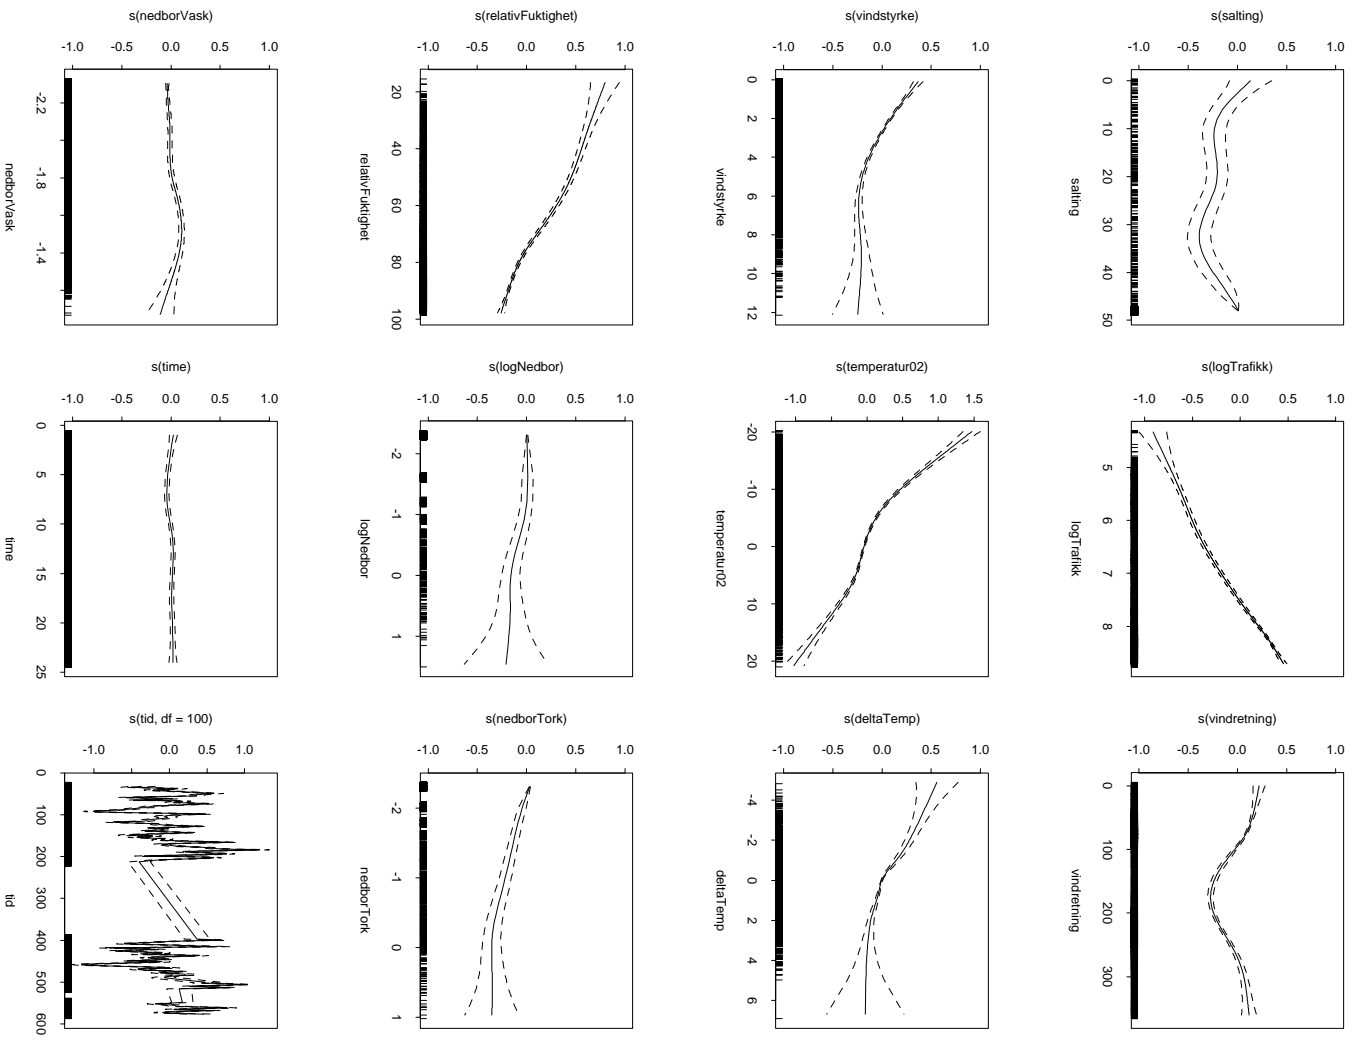 s(nedborVask)
-1.0 -0.5 0.0 0.5 1.0
-2.2
-1.8
-1.4
nedborVask
s(relativFuktighet)
-1.0 -0.5 0.0 0.5 1.0
20
40
60
80
100
relativFuktighet
s(vindstyrke)
-1.0 -0.5 0.0 0.5 1.0
0
2
4
6
8
10
12
vindstyrke
s(salting)
-1.0 -0.5 0.0 0.5 1.0
0
10
20
30
40
50
salting
s(time)
-1.0 -0.5 0.0 0.5 1.0
0
5
10
15
20
25
time
s(logNedbor)
-1.0 -0.5 0.0 0.5 1.0
-2
-1
0
1
logNedbor
s(temperatur02)
-1.0 -0.5 0.0 0.5 1.0 1.5
-20
-10
0
10
20
temperatur02
s(logTrafikk)
-1.0 -0.5 0.0 0.5 1.0
5
6
7
8
logTrafikk
s(tid, df = 100)
-1.0 0.0 0.5 1.0
0
100
200
300
400
500
600
tid
s(nedborTork)
-1.0 -0.5 0.0 0.5 1.0
-2
-1
0
1
nedborTork
s(deltaTemp)
-1.0 -0.5 0.0 0.5 1.0
-4
-2
0
2
4
6
deltaTemp
s(vindretning)
-1.0 -0.5 0.0 0.5 1.0
0
100
200
300
vindretning